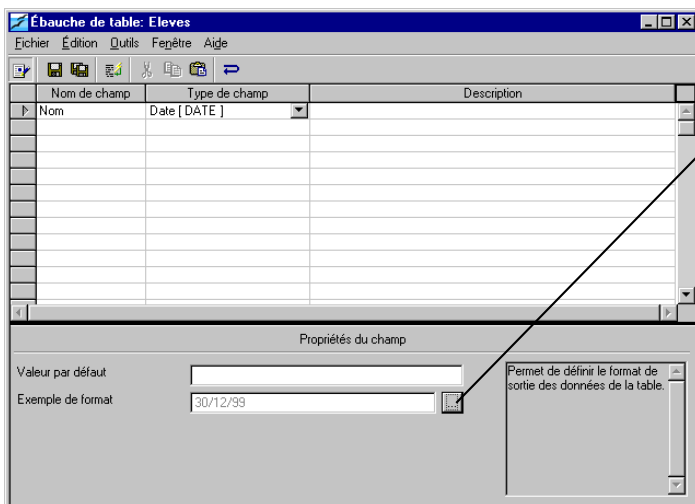 Ébauche de table: Eleves
Fichier Édition Outils Fenêtre Aide
Nom de champ Type de champ Description
Nom Date [ DATE ]
Propriétés du champ
Valeur par défaut
Permet de définir le format de
sortie des données de la table.
Exemple de format 30/12/99 ...